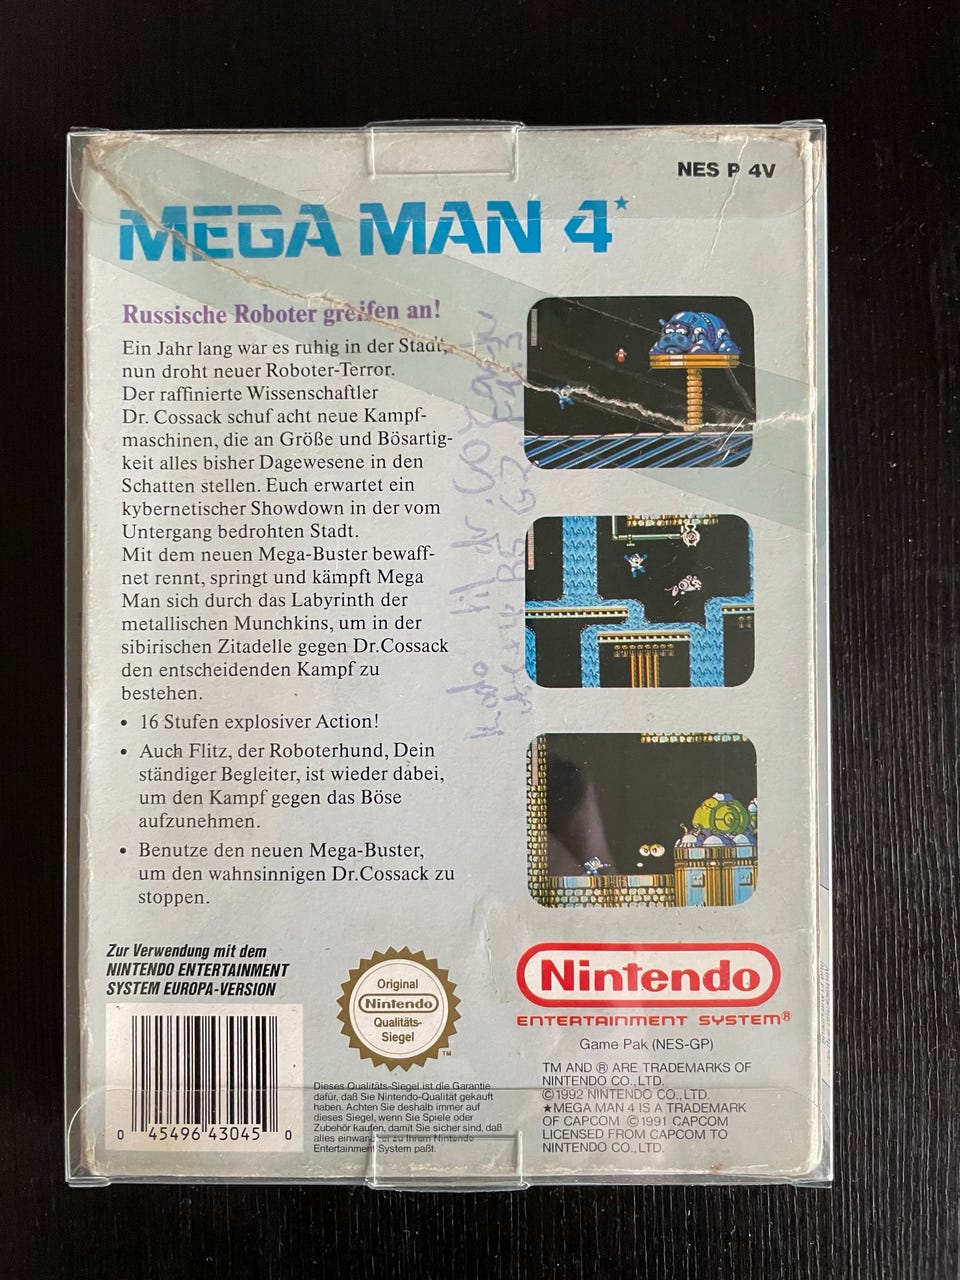 NES P 4V
MEGA MAN 4★
Russische Roboter greifen an!
Ein Jahr lang war es ruhig in der Stadt,
nun droht neuer Roboter-Terror.
Der raffinierte Wissenschaftler
Dr. Cossack schuf acht neue Kampf-
maschinen, die an Größe und Bösartig-
keit alles bisher Dagewesene in den
Schatten stellen. Euch erwartet ein
kybernetischer Showdown in der vom
Untergang bedrohten Stadt.
Mit dem neuen Mega-Buster bewaff-
net rennt, springt und kämpft Mega
Man sich durch das Labyrinth der
metallischen Munchkins, um in der
sibirischen Zitadelle gegen Dr.Cossack
den entscheidenden Kampf zu
bestehen.
• 16 Stufen explosiver Action!
• Auch Flitz, der Roboterhund, Dein
ständiger Begleiter, ist wieder dabei,
um den Kampf gegen das Böse
aufzunehmen.
• Benutze den neuen Mega-Buster,
um den wahnsinnigen Dr.Cossack zu
stoppen.
dr.
Zur Verwendung mit dem
NINTENDO ENTERTAINMENT
SYSTEM EUROPA-VERSION
0 45496 43045 0
Original
Nintendo
Qualitäts-
Siegel
TM
Dieses Qualitäts-Siegel ist die Garantie
dafür, daß Sie Nintendo-Qualität gekauft
haben. Achten Sie deshalb immer auf
dieses Siegel, wenn Sie Spiele oder
Zubehör kaufen, damit Sie sicher sind, daß
alles einwandfrei zu Ihrem Nintendo
Entertainment System paßt.
Nintendo
ENTERTAINMENT SYSTEM®
Game Pak (NES-GP)
TM AND ® ARE TRADEMARKS OF
NINTENDO CO., LTD.
©1992 NINTENDO CO., LTD.
★MEGA MAN 4 IS A TRADEMARK
OF CAPCOM ©1991 CAPCOM
LICENSED FROM CAPCOM TO
NINTENDO CO., LTD.